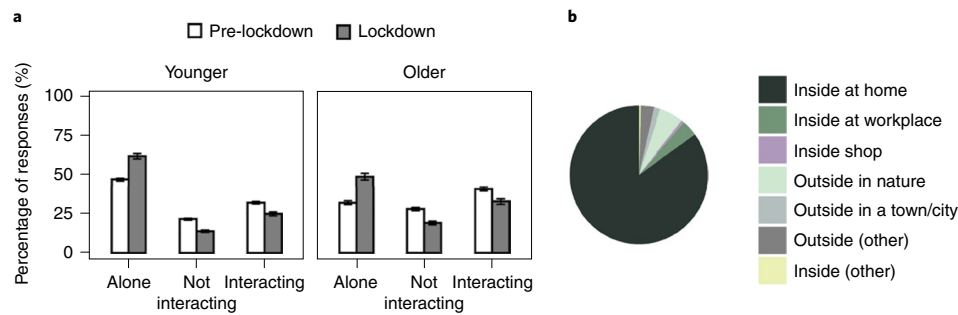 a
Pre-lockdown
Lockdown
Younger
Older
Percentage of responses (%)
100
75
50
25
0
Alone
Not
interacting
Interacting
Alone
Not
interacting
Interacting
b
Inside at home
Inside at workplace
Inside shop
Outside in nature
Outside in a town/city
Outside (other)
Inside (other)